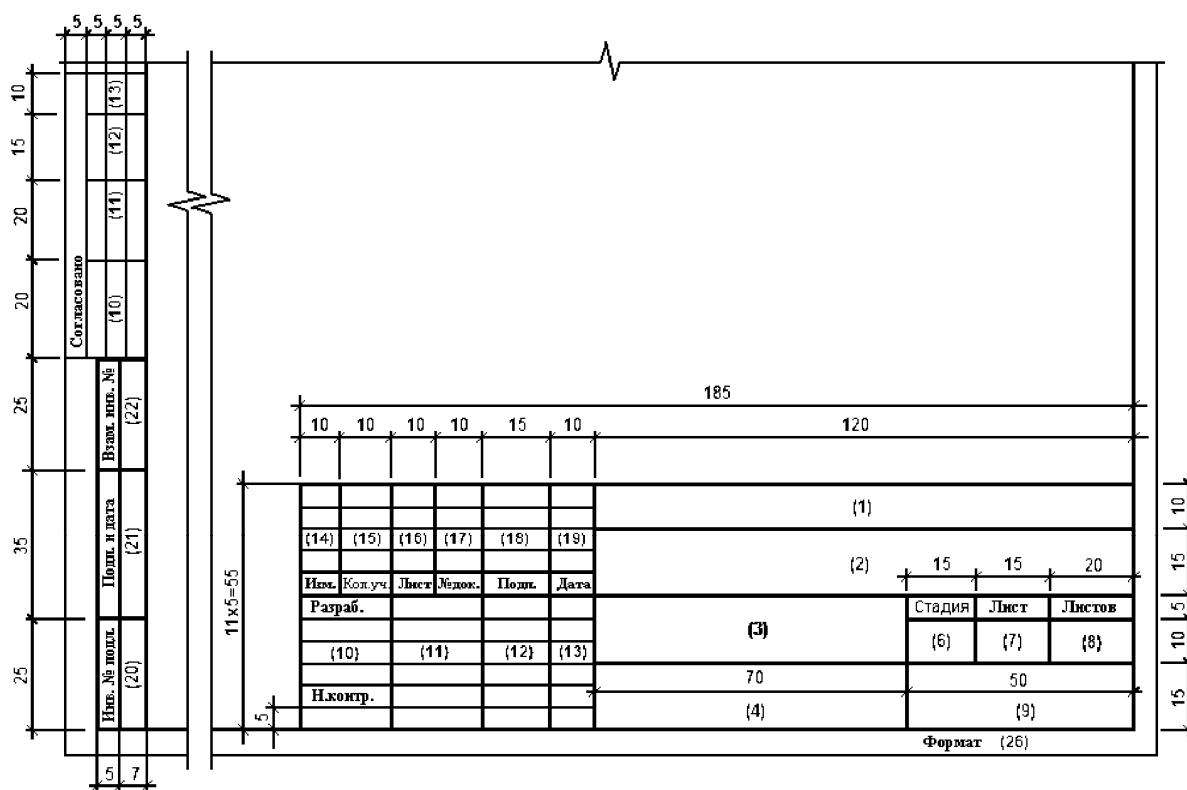 5 5 5 5
10 15 20 20 25 35 25
Согласовано
(13)
(12)
(11)
(10)
Взам. инв. №
(22)
Подп. и дата
(21)
Инв. № подл.
(20)
5 7
185
10 10 10 10 15 10 120
11x5=55
5
(1)
(14) (15) (16) (17) (18) (19)
(2)
15 15 20
Изм. Кол.уч. Лист №док. Подп. Дата
Разраб.
(3)
Стадия Лист Листов
(6) (7) (8)
(10) (11) (12) (13)
70 50
Н.контр.
(4) (9)
10 15 5 10 15
Формат (26)